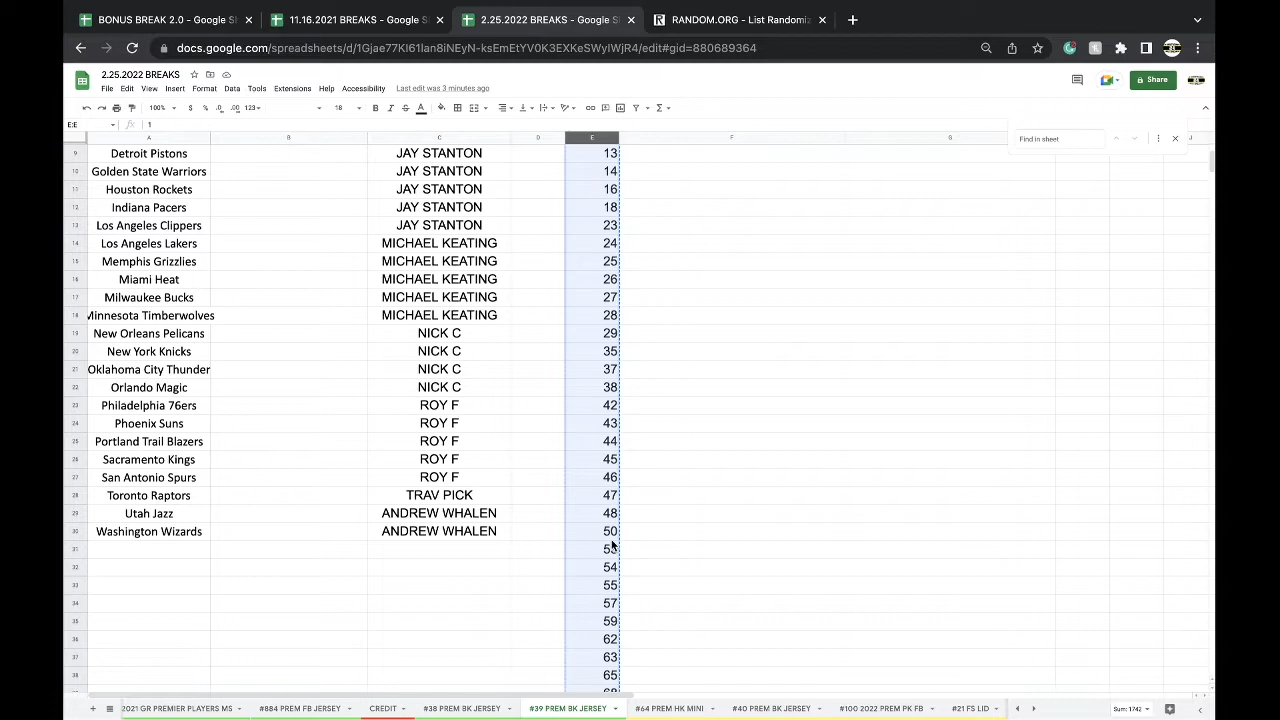 BONUS BREAK 2.0 - Google Sh
11.16.2021 BREAKS - Google S
2.25.2022 BREAKS - Google Sh
RANDOM.ORG - List Randomiz
docs.google.com/spreadsheets/d/1Gjae77KI61Ian8iNEyN-ksEmEtYV0K3EXKeSWyIWjR4/edit#gid=880689364
2.25.2022 BREAKS
File Edit View Insert Format Data Tools Extensions Help Accessibility Last edit was 3 minutes ago
Share
100% $ % .0 .00 123 18 B I S A
E:E fx 1
Find in sheet
A B C D E F G J
9 Detroit Pistons JAY STANTON 13
10 Golden State Warriors JAY STANTON 14
11 Houston Rockets JAY STANTON 16
12 Indiana Pacers JAY STANTON 18
13 Los Angeles Clippers JAY STANTON 23
14 Los Angeles Lakers MICHAEL KEATING 24
15 Memphis Grizzlies MICHAEL KEATING 25
16 Miami Heat MICHAEL KEATING 26
17 Milwaukee Bucks MICHAEL KEATING 27
18 Minnesota Timberwolves MICHAEL KEATING 28
19 New Orleans Pelicans NICK C 29
20 New York Knicks NICK C 35
21 Oklahoma City Thunder NICK C 37
22 Orlando Magic NICK C 38
23 Philadelphia 76ers ROY F 42
24 Phoenix Suns ROY F 43
25 Portland Trail Blazers ROY F 44
26 Sacramento Kings ROY F 45
27 San Antonio Spurs ROY F 46
28 Toronto Raptors TRAV PICK 47
29 Utah Jazz ANDREW WHALEN 48
30 Washington Wizards ANDREW WHALEN 50
31
32 54
33 55
34 57
35 59
36 62
37 63
38 65
2021 GR PREMIER PLAYERS MS #884 PREM FB JERSEY CREDIT #38 PREM BK JERSEY #39 PREM BK JERSEY #64 PREM HK MINI #40 PREM BK JERSEY #100 2022 PREM PK FB #21 FS LID Sum: 1742